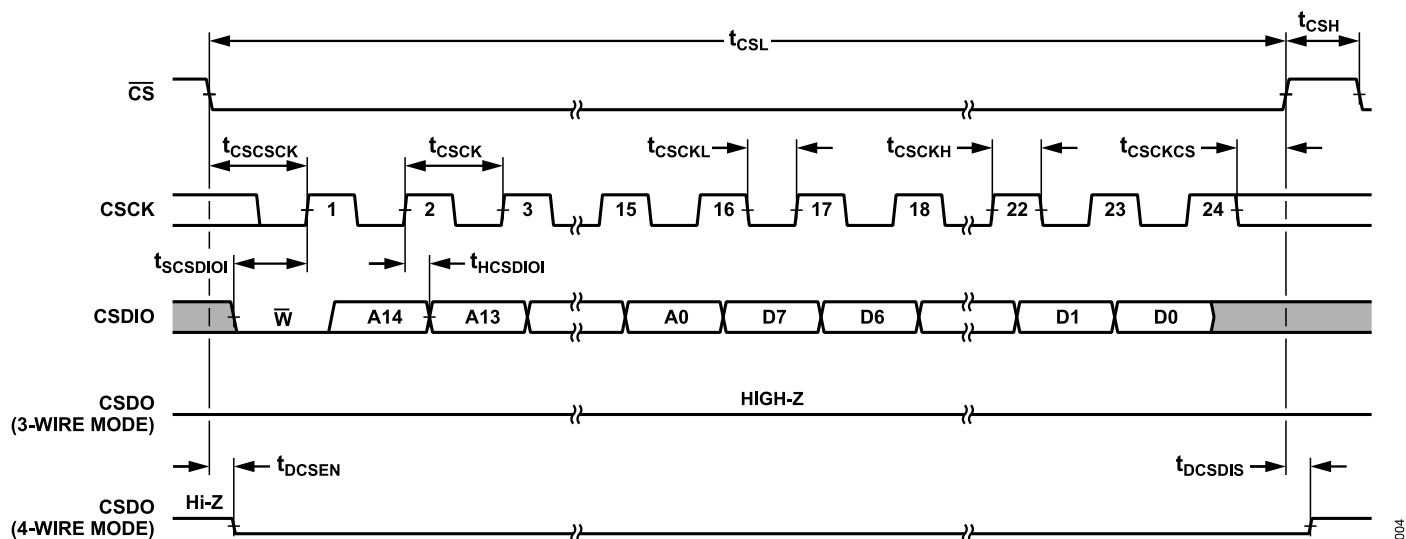 tCSL
tCSH
CS
tCSCSCK
tCSCK
tCSCKL
tCSCKH
tCSCKCS
CSCK
1 2 3 15 16 17 18 22 23 24
tSCSDIOI
tHCSDIOI
CSDIO
W A14 A13 A0 D7 D6 D1 D0
CSDO
(3-WIRE MODE)
HIGH-Z
tDCSEN
tDCSDIS
CSDO
(4-WIRE MODE)
Hi-Z
004